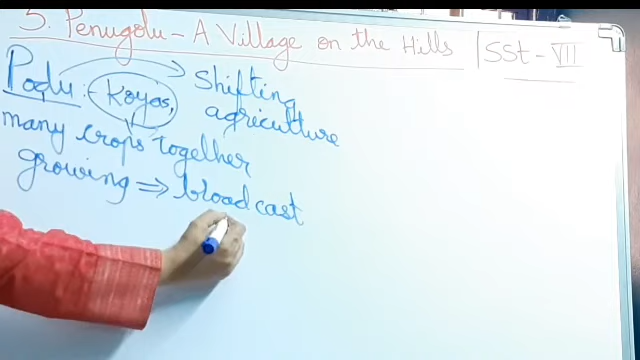 5. Penugolu - A Village on the Hills | SSt - VII
Podu :- Koyas, Shifting
agriculture
many crops together
growing ⇒ broadcast